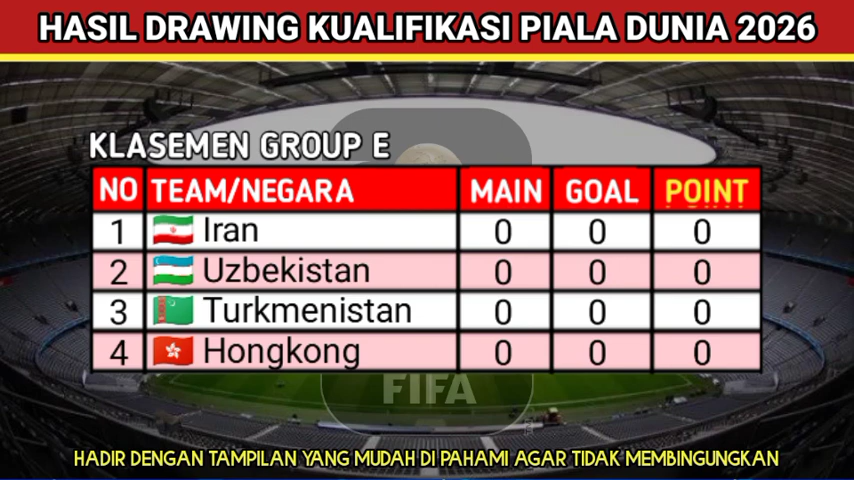 HASIL DRAWING KUALIFIKASI PIALA DUNIA 2026
KLASEMEN GROUP E
NO TEAM/NEGARA MAIN GOAL POINT
1 Iran 0 0 0
2 Uzbekistan 0 0 0
3 Turkmenistan 0 0 0
4 Hongkong 0 0 0
FIFA
HADIR DENGAN TAMPILAN YANG MUDAH DI PAHAMI AGAR TIDAK MEMBINGUNGKAN